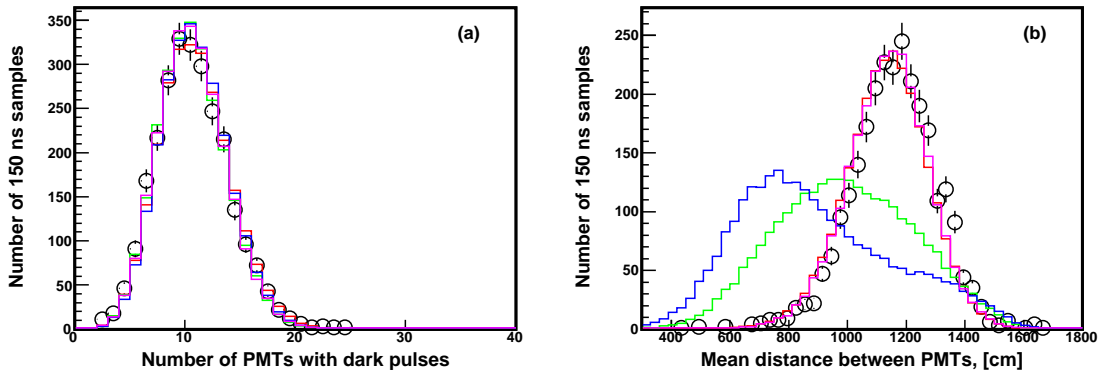 (a)
Number of 150 ns samples
350
300
250
200
150
100
50
0
0 10 20 30 40
Number of PMTs with dark pulses
(b)
Number of 150 ns samples
250
200
150
100
50
0
400 600 800 1000 1200 1400 1600 1800
Mean distance between PMTs, [cm]